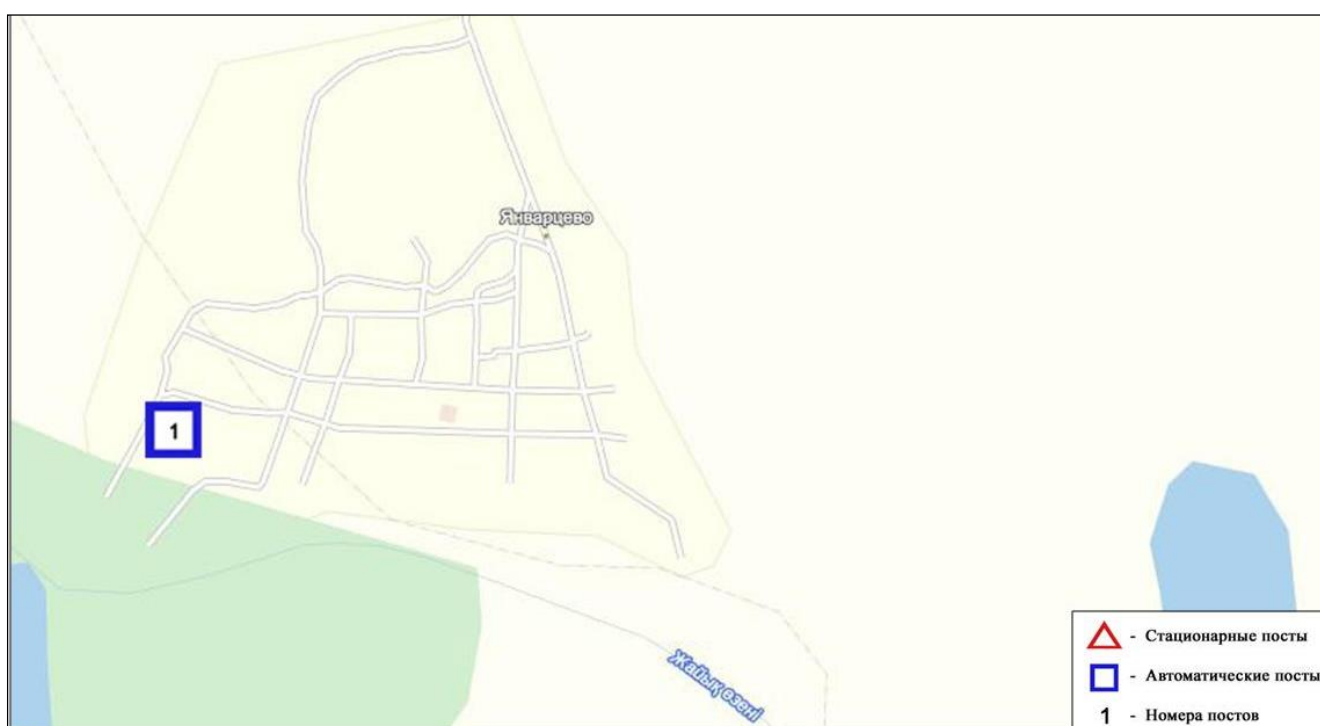 Январцево
1
Жайық өзені
- Стационарные посты
- Автоматические посты
1 - Номера постов